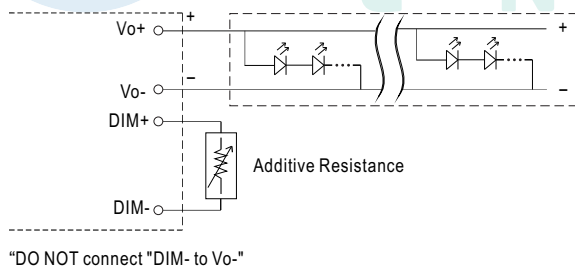 Vo+
+
+
Vo-
–
–
DIM+
Additive Resistance
DIM-
“DO NOT connect "DIM- to Vo-"